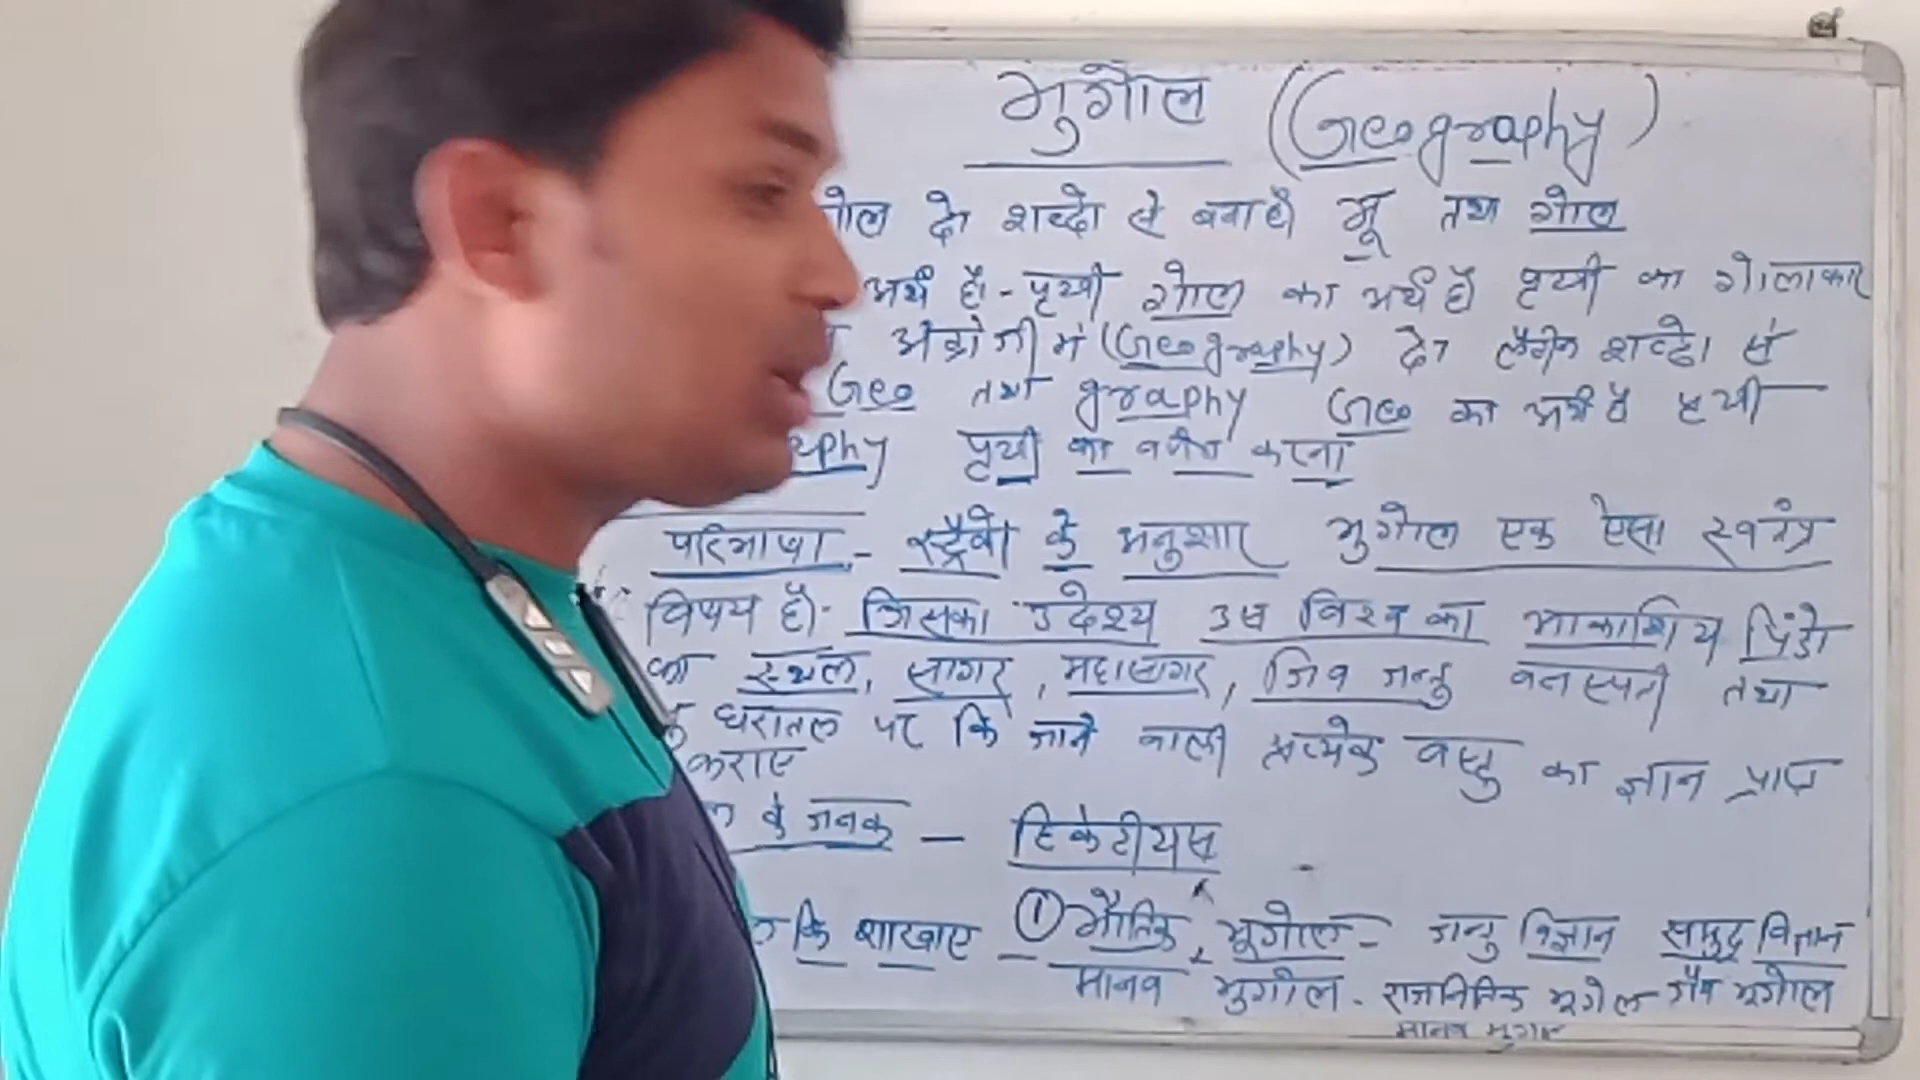 भुगोल (Geography)
गोल दो शब्दो से बना है भू तथा गोल
अर्थ है - पृथ्वी गोल का अर्थ है पृथ्वी का गोलाकार
अंग्रेजी में (Geography) दो लैटीन शब्दो से
Geo तथा graphy Geo का अर्थ है पृथ्वी
aphy पृथ्वी का वर्णन करना
परिभाषा - स्ट्रैबो के अनुसार भुगोल एक ऐसा स्वतंत्र
विषय है - जिसका उदेश्य उस विश्व का आकाशिय पिंडो
का स्थल, सागर, महासागर, जिव जन्तु वनस्पती तथा
धरातल पर कि जाने वाली प्रत्येक वस्तु का ज्ञान प्राप्त
कराए
के जनक - हिकेटीयस
कि शाखाए - ① भौतिक भूगोल - जन्तु विज्ञान समुद्र विज्ञान
मानव भुगोल - राजनितिक भूगोल जैव भूगोल
मानव भुगोल